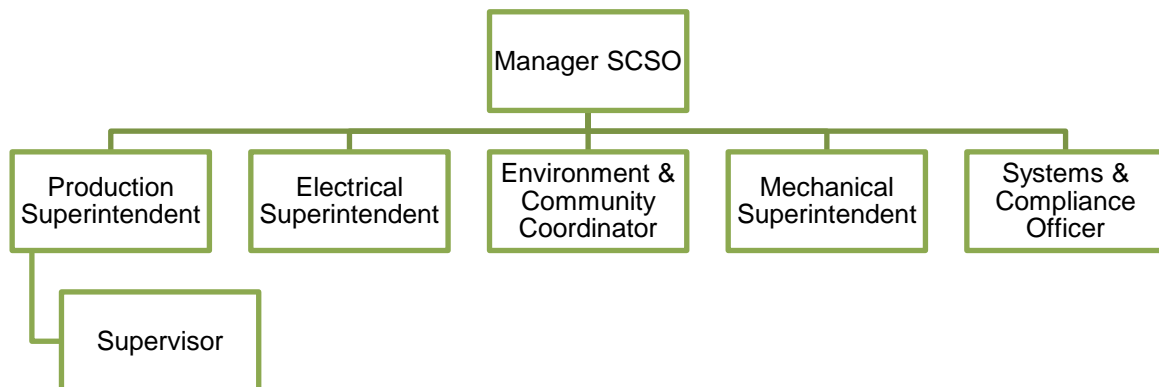 Manager SCSO
Production
Superintendent
Electrical
Superintendent
Environment &
Community
Coordinator
Mechanical
Superintendent
Systems &
Compliance
Officer
Supervisor